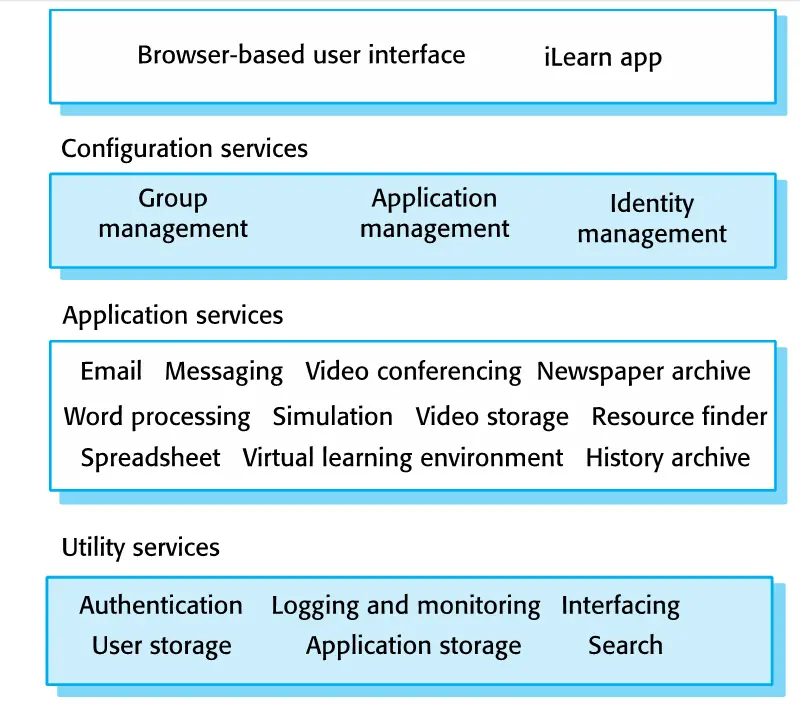 Browser-based user interface iLearn app
Configuration services
Group management
Application management
Identity management
Application services
Email Messaging Video conferencing Newspaper archive
Word processing Simulation Video storage Resource finder
Spreadsheet Virtual learning environment History archive
Utility services
Authentication Logging and monitoring Interfacing
User storage Application storage Search